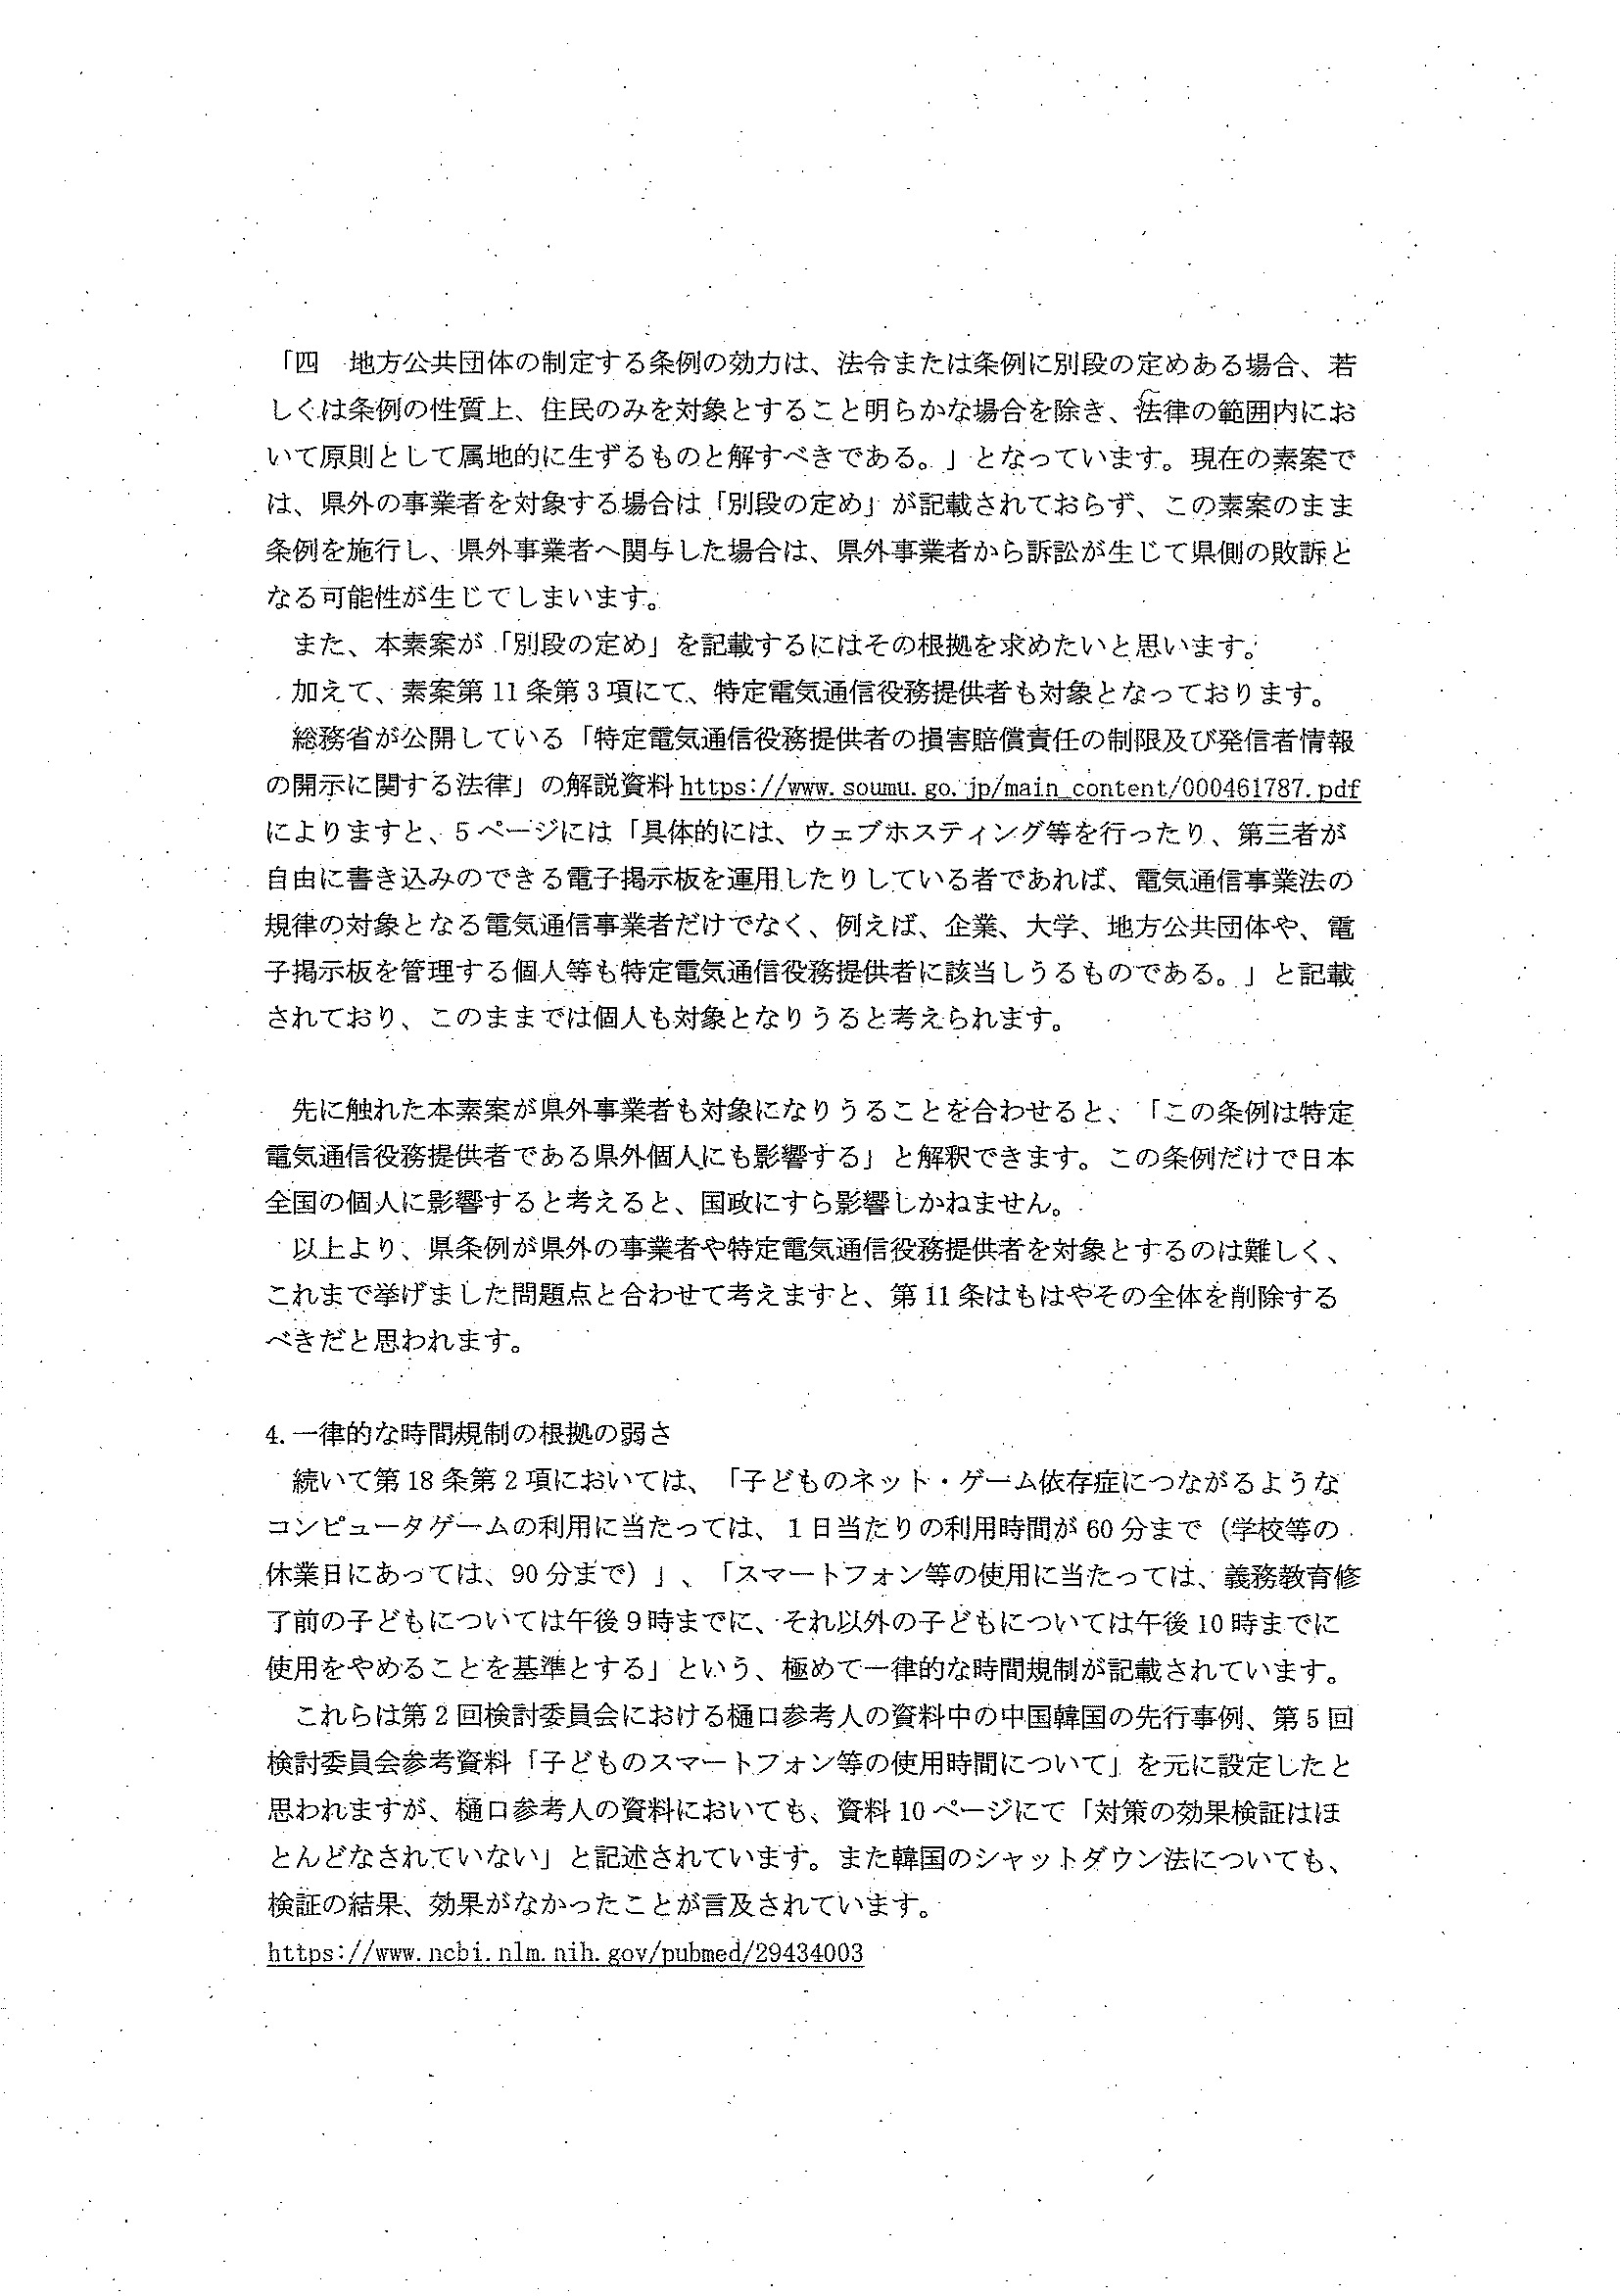 「四　地方公共団体の制定する条例の効力は、法令または条例に別段の定めある場合、若
しくは条例の性質上、住民のみを対象とすること明らかな場合を除き、法律の範囲内にお
いて原則として属地的に生ずるものと解すべきである。」となっています。現在の素案で
は、県外の事業者を対象する場合は「別段の定め」が記載されておらず、この素案のまま
条例を施行し、県外事業者へ関与した場合は、県外事業者から訴訟が生じて県側の敗訴と
なる可能性が生じてしまいます。
また、本素案が「別段の定め」を記載するにはその根拠を求めたいと思います。
加えて、素案第11条第3項にて、特定電気通信役務提供者も対象となっております。
総務省が公開している「特定電気通信役務提供者の損害賠償責任の制限及び発信者情報
の開示に関する法律」の解説資料 https://www.soumu.go.jp/main_content/000461787.pdf
によりますと、5ページには「具体的には、ウェブホスティング等を行ったり、第三者が
自由に書き込みのできる電子掲示板を運用したりしている者であれば、電気通信事業法の
規律の対象となる電気通信事業者だけでなく、例えば、企業、大学、地方公共団体や、電
子掲示板を管理する個人等も特定電気通信役務提供者に該当しうるものである。」と記載
されており、このままでは個人も対象となりうると考えられます。
先に触れた本素案が県外事業者も対象になりうることを合わせると、「この条例は特定
電気通信役務提供者である県外個人にも影響する」と解釈できます。この条例だけで日本
全国の個人に影響すると考えると、国政にすら影響しかねません。
以上より、県条例が県外の事業者や特定電気通信役務提供者を対象とするのは難しく、
これまで挙げました問題点と合わせて考えますと、第11条はもはやその全体を削除する
べきだと思われます。
4.一律的な時間規制の根拠の弱さ
続いて第18条第2項においては、「子どものネット・ゲーム依存症につながるような
コンピュータゲームの利用に当たっては、1日当たりの利用時間が60分まで（学校等の
休業日にあっては、90分まで）」、「スマートフォン等の使用に当たっては、義務教育修
了前の子どもについては午後9時までに、それ以外の子どもについては午後10時までに
使用をやめることを基準とする」という、極めて一律的な時間規制が記載されています。
これらは第2回検討委員会における樋口参考人の資料中の中国韓国の先行事例、第5回
検討委員会参考資料「子どものスマートフォン等の使用時間について」を元に設定したと
思われますが、樋口参考人の資料においても、資料10ページにて「対策の効果検証はほ
とんどなされていない」と記述されています。また韓国のシャットダウン法についても、
検証の結果、効果がなかったことが言及されています。
https://www.ncbi.nlm.nih.gov/pubmed/29434003